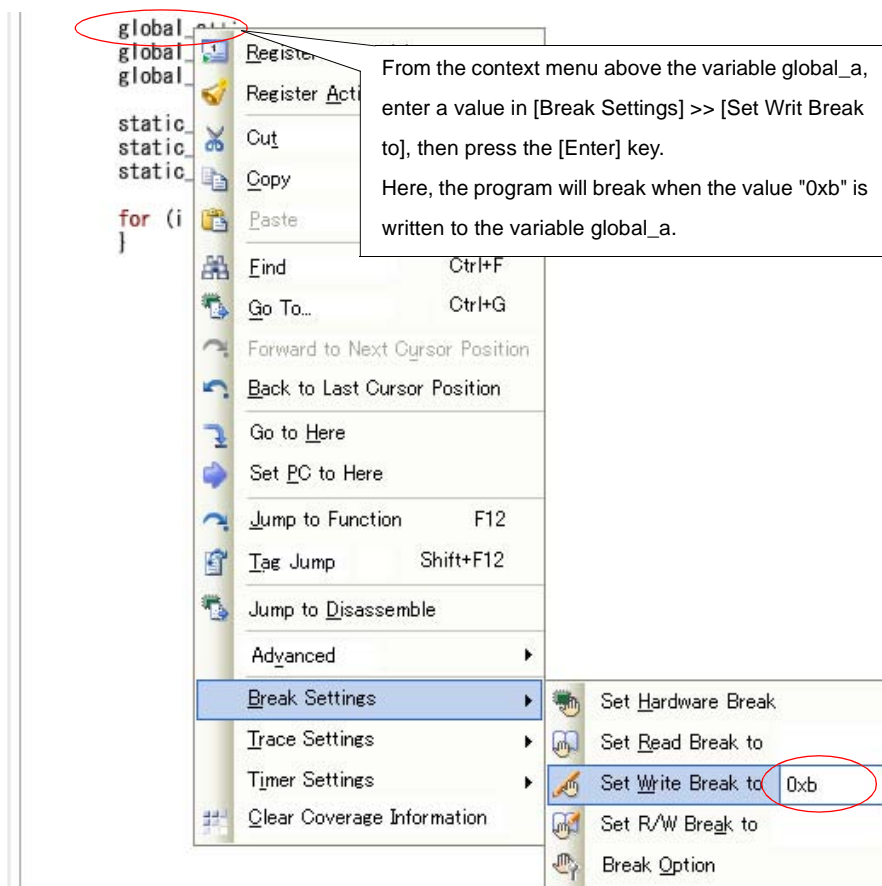 global_
global_
global_
static_
static_
static_
for (i
}
From the context menu above the variable global_a,
enter a value in [Break Settings] >> [Set Writ Break
to], then press the [Enter] key.
Here, the program will break when the value "0xb" is
written to the variable global_a.
Register
Register Acti
Cut
Copy
Paste
Find Ctrl+F
Go To... Ctrl+G
Forward to Next Cursor Position
Back to Last Cursor Position
Go to Here
Set PC to Here
Jump to Function F12
Tag Jump Shift+F12
Jump to Disassemble
Advanced
Break Settings
Trace Settings
Timer Settings
Clear Coverage Information
Set Hardware Break
Set Read Break to
Set Write Break to 0xb
Set R/W Break to
Break Option